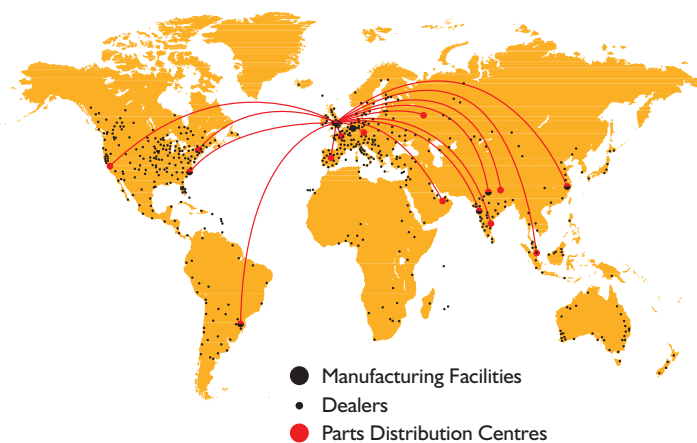 Manufacturing Facilities
Dealers
Parts Distribution Centres